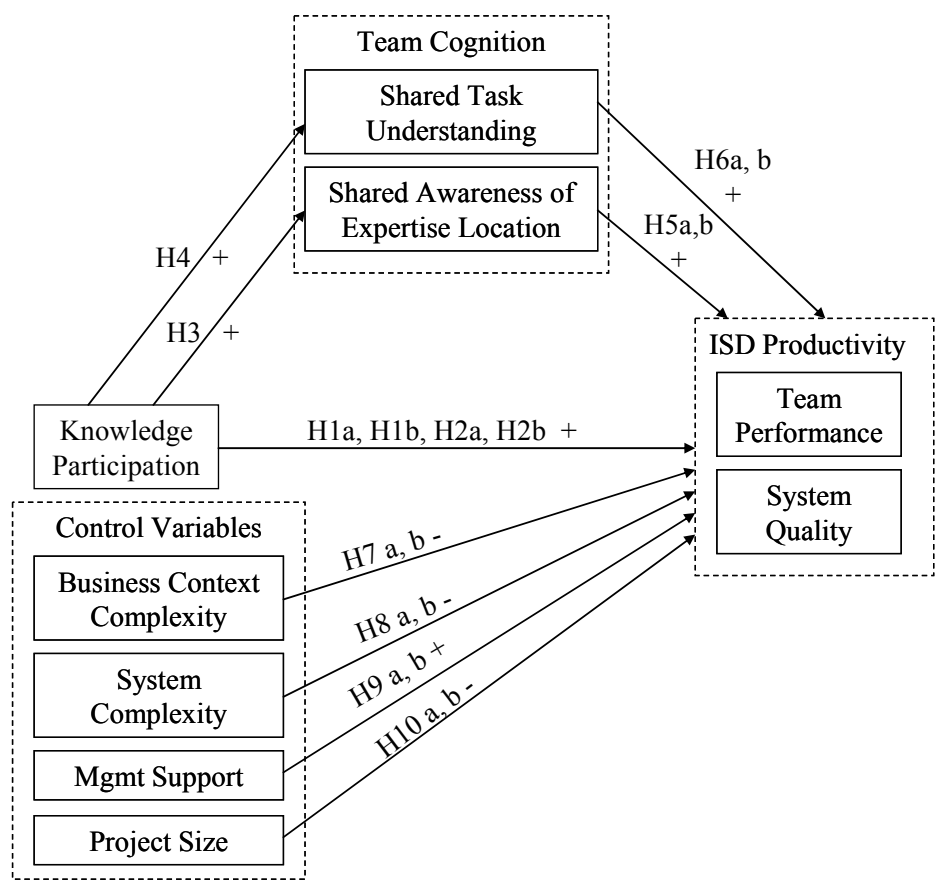 Team Cognition
Shared Task
Understanding
Shared Awareness of
Expertise Location
H6a, b
+
H5a,b
+
H4 +
H3 +
ISD Productivity
Team
Performance
System
Quality
Knowledge
Participation
H1a, H1b, H2a, H2b +
Control Variables
Business Context
Complexity
System
Complexity
Mgmt Support
Project Size
H7 a, b -
H8 a, b -
H9 a, b +
H10 a, b -